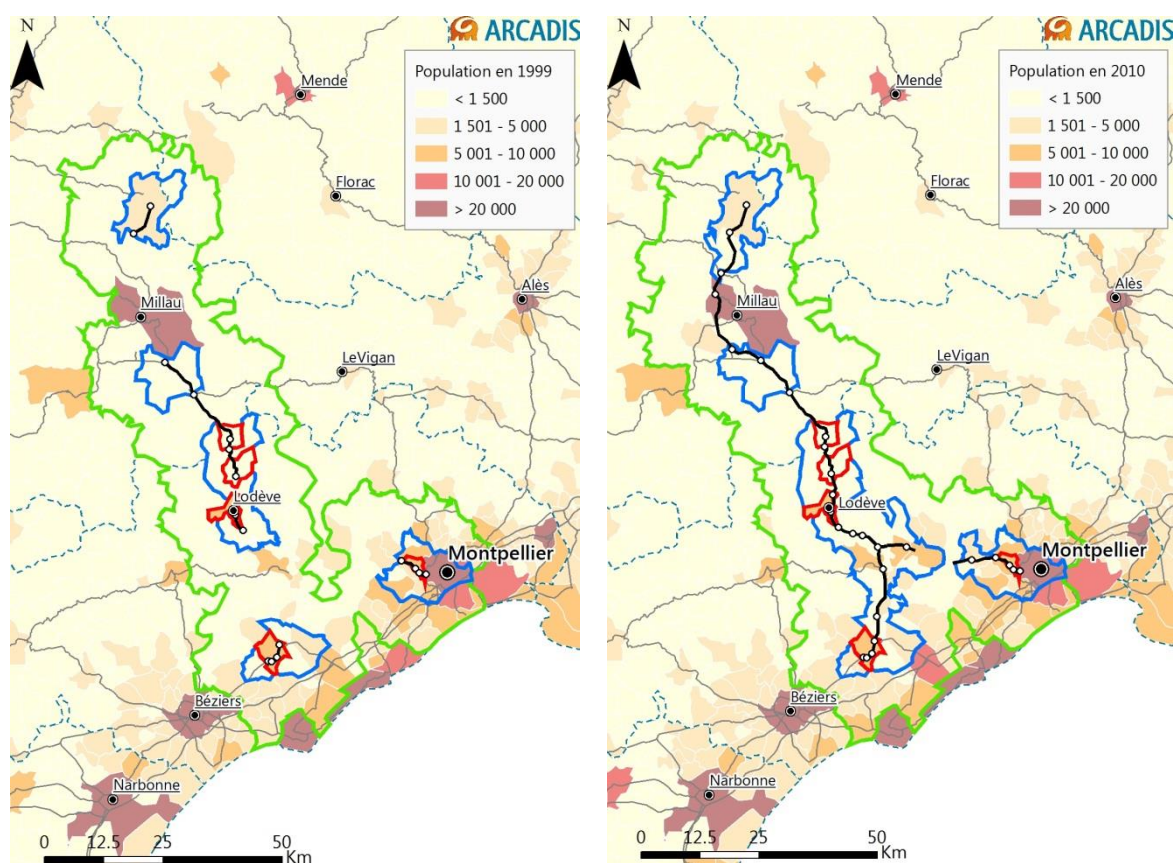 N
ARCADIS
Population en 1999
< 1 500
1 501 - 5 000
5 001 - 10 000
10 001 - 20 000
> 20 000
Mende
Florac
Alès
Millau
LeVigan
Lodève
Montpellier
Béziers
Narbonne
0 12.5 25 50
Km
N
ARCADIS
Population en 2010
< 1 500
1 501 - 5 000
5 001 - 10 000
10 001 - 20 000
> 20 000
Mende
Florac
Alès
Millau
LeVigan
Lodève
Montpellier
Béziers
Narbonne
0 12.5 25 50
Km